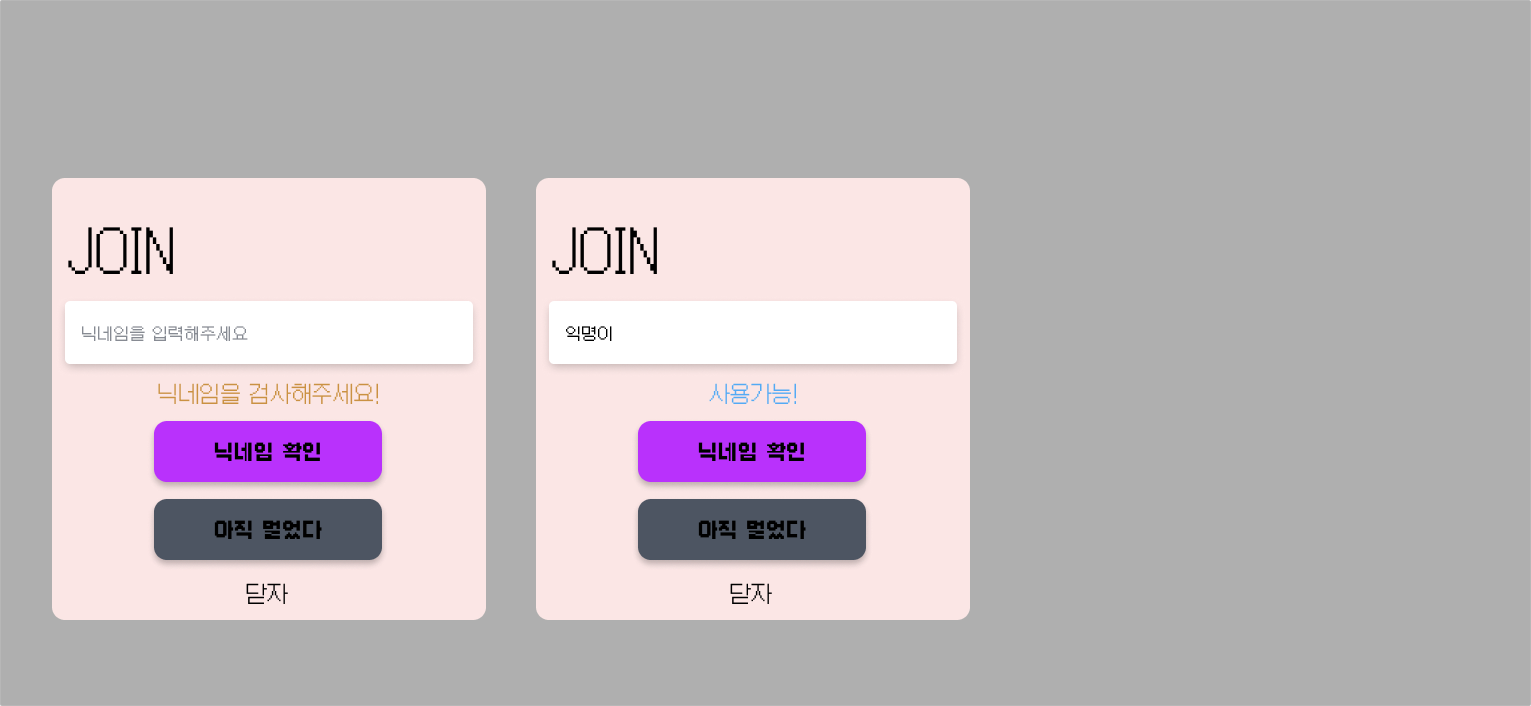 JOIN
닉네임을 입력해주세요
닉네임을 검사해주세요!
닉네임 확인
아직 멀었다
닫자
JOIN
익명이
사용가능!
닉네임 확인
아직 멀었다
닫자